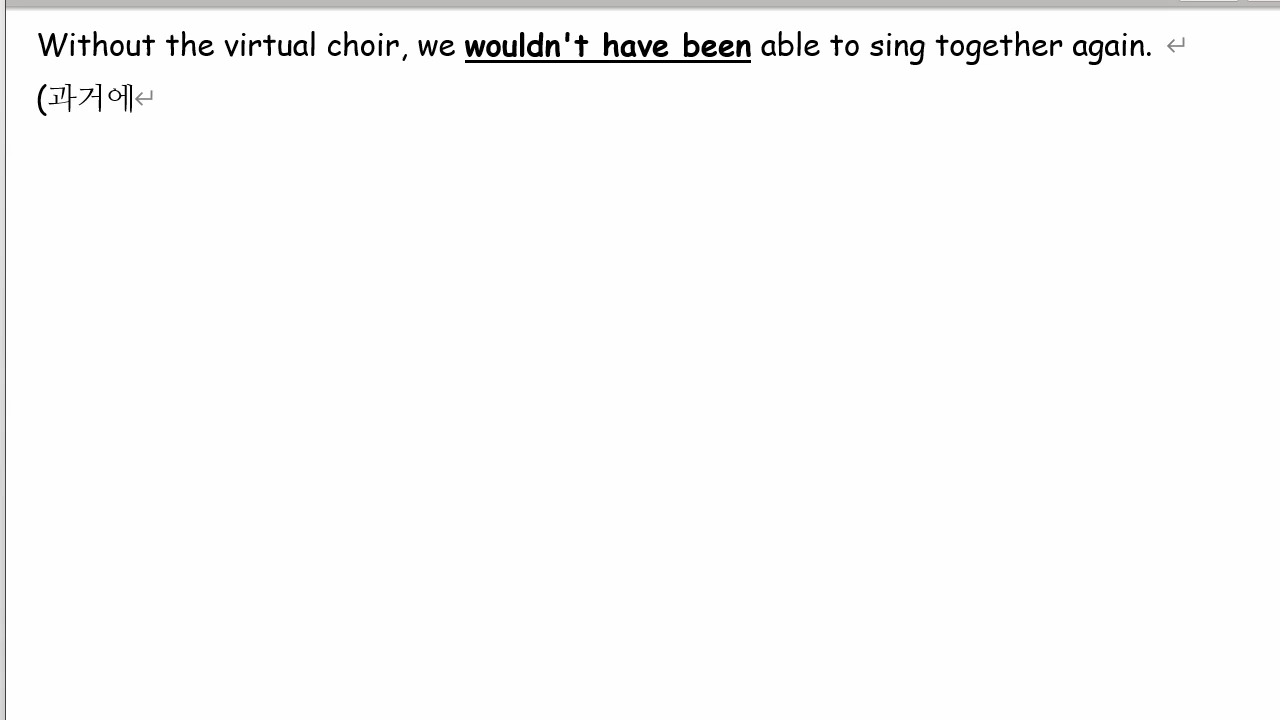 Without the virtual choir, we wouldn't have been able to sing together again.
(과거에